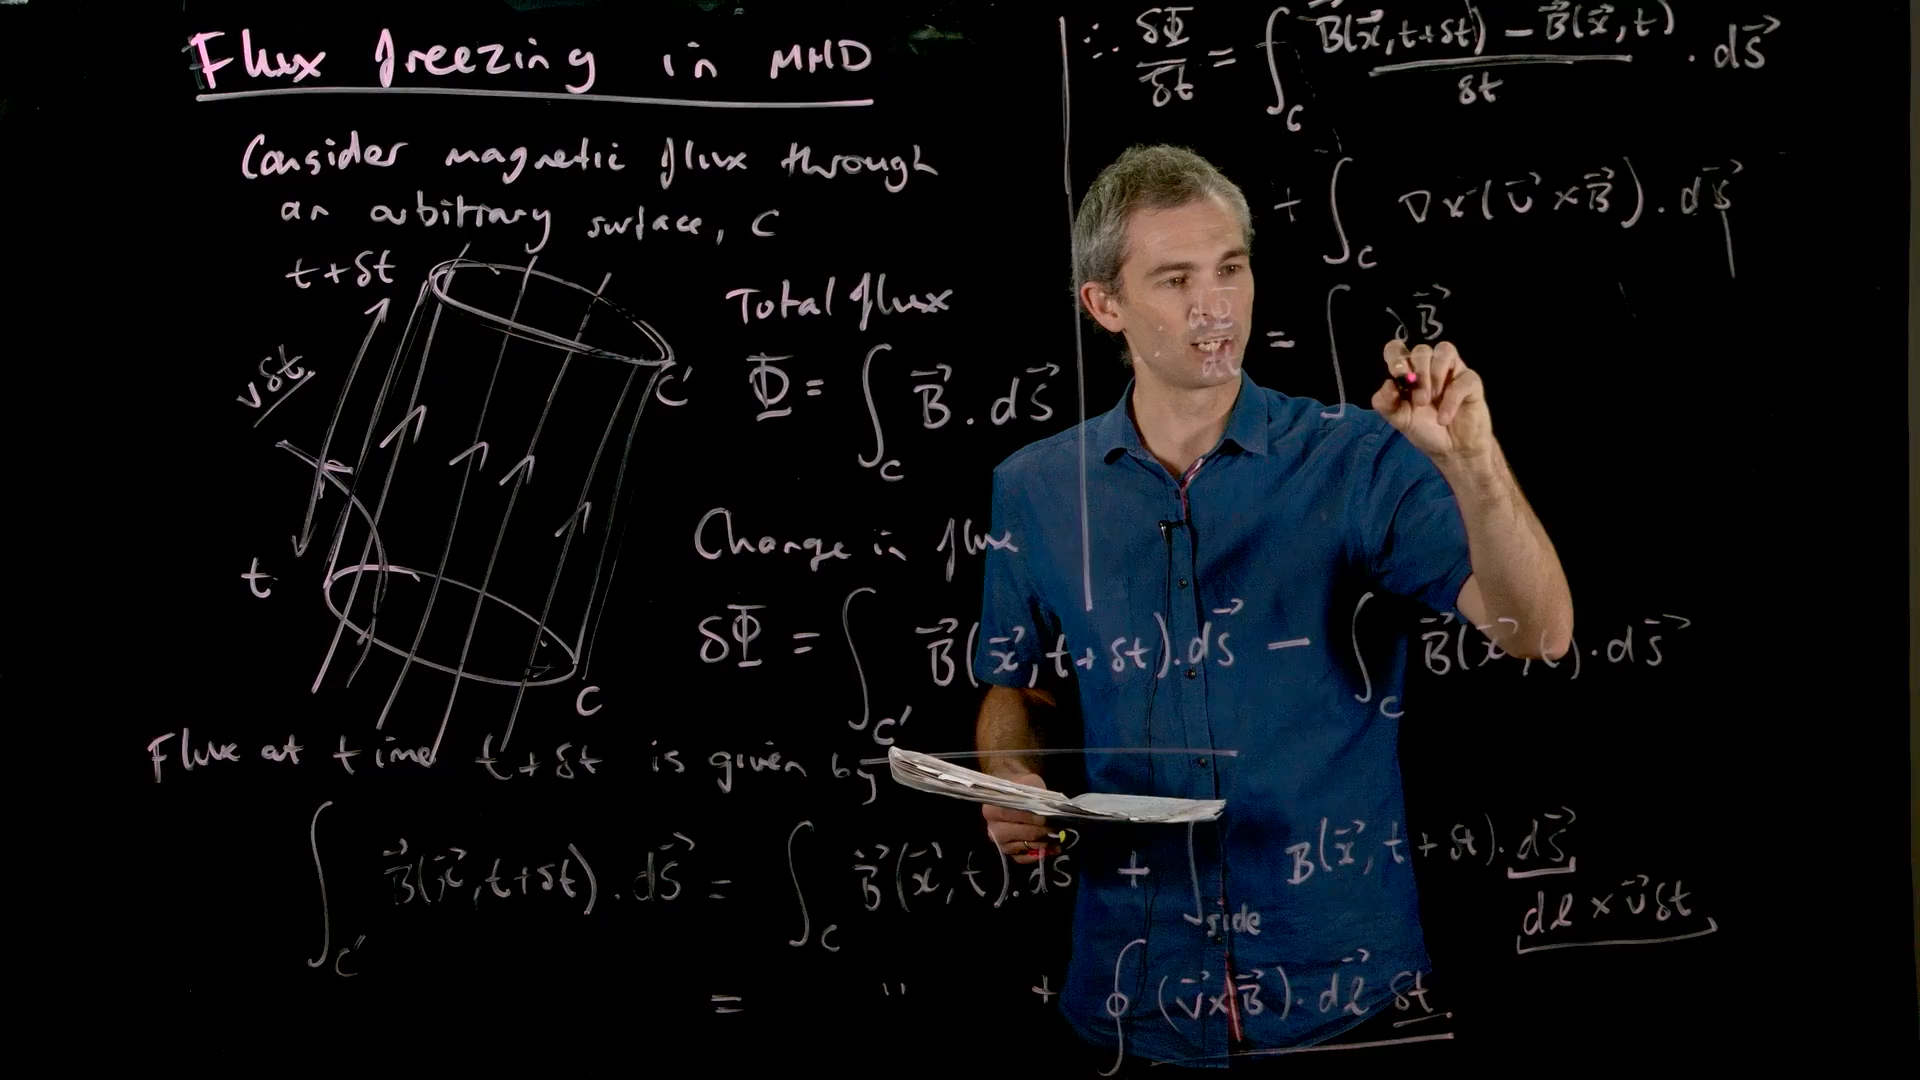 Flux freezing in MHD
Consider magnetic flux through
an arbitrary surface, C
t+δt
vδt
C'
t
C
Total flux
Φ = ∫_C B⃗ . dS⃗
Change in flux
δΦ = ∫_C' B⃗(x⃗, t+δt).dS⃗ − ∫_C B⃗(x⃗, t).dS⃗
Flux at time t+δt is given by
∫_C' B⃗(x⃗, t+δt).dS⃗ = ∫_C B⃗(x⃗, t).dS⃗ + ∫_side B(x⃗, t+δt).dS⃗
dl × v⃗δt
= " + ∮ (v⃗×B⃗).dl⃗ δt
∴ δΦ/δt = ∫_C (B⃗(x⃗, t+δt) − B⃗(x⃗, t))/δt . dS⃗
+ ∫_C ∇×(v⃗ × B⃗).dS⃗
= ∫ ∂B⃗